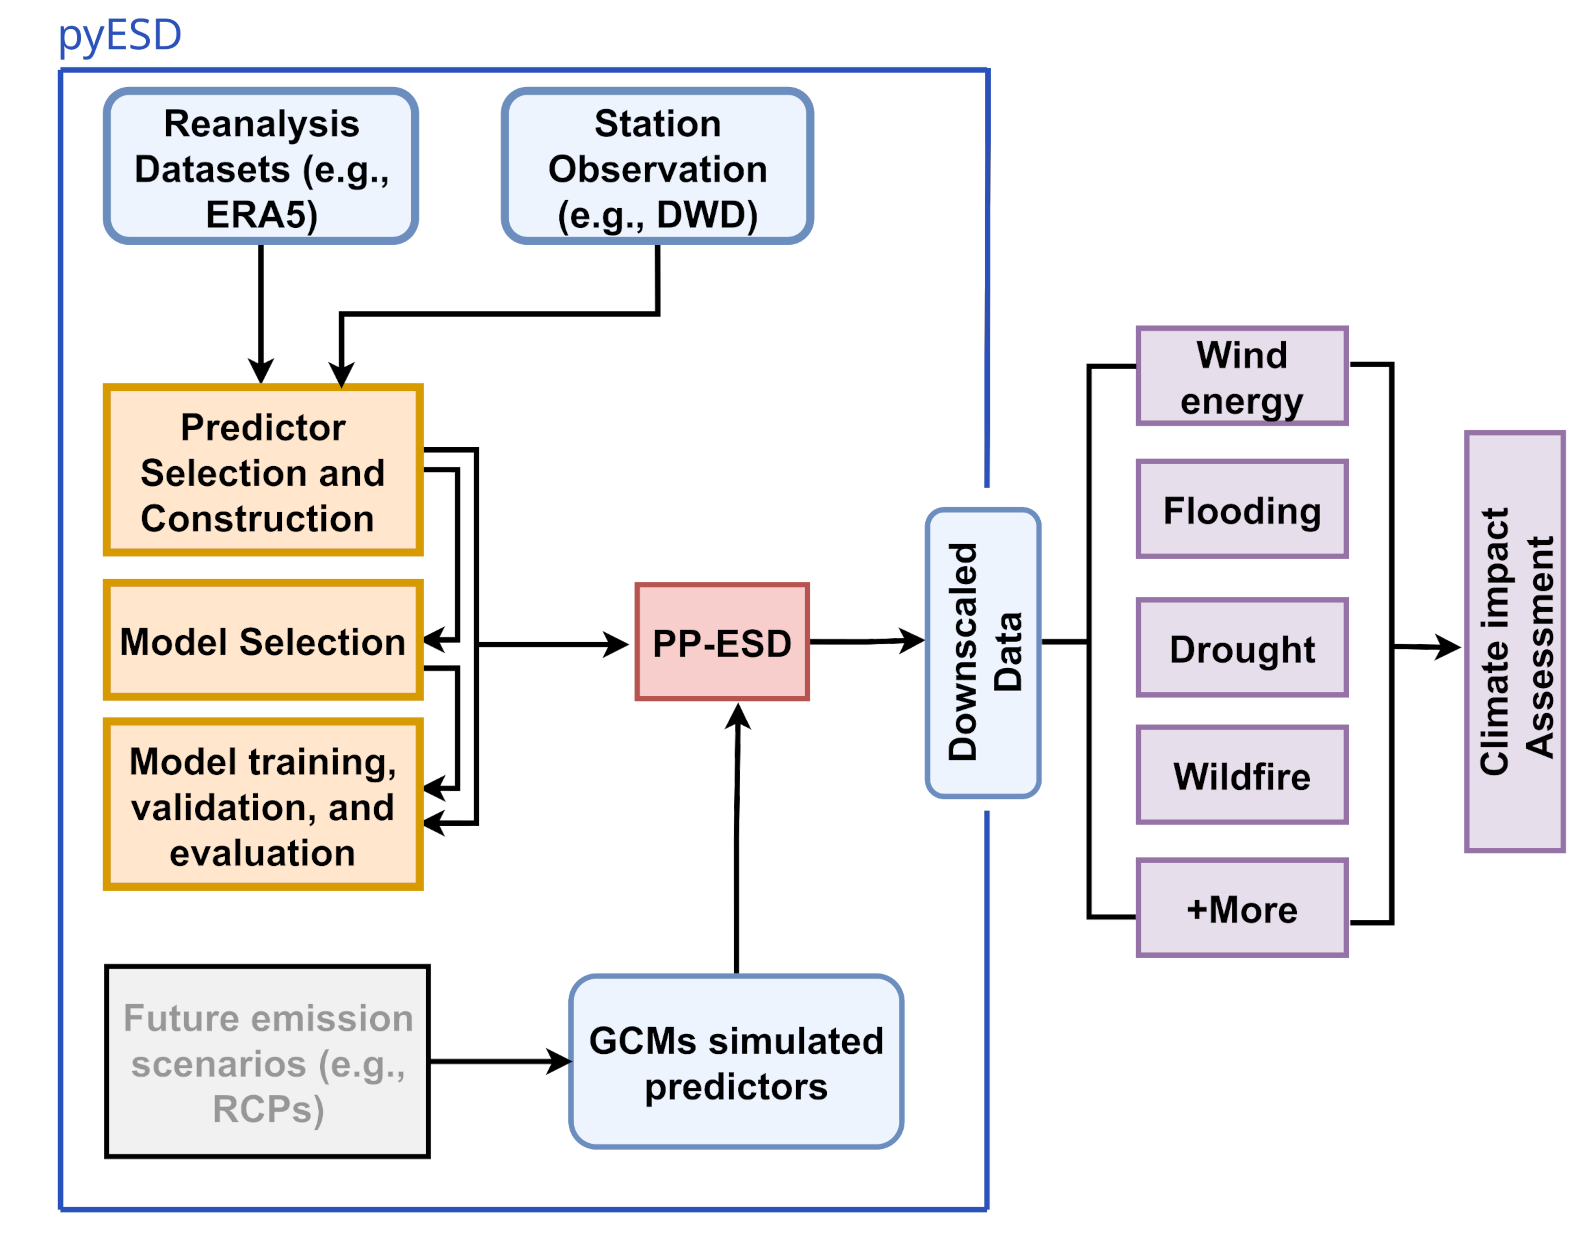 pyESD
Reanalysis
Datasets (e.g.,
ERA5)
Station
Observation
(e.g., DWD)
Predictor
Selection and
Construction
Model Selection
Model training,
validation, and
evaluation
Future emission
scenarios (e.g.,
RCPs)
GCMs simulated
predictors
PP-ESD
Downscaled
Data
Wind
energy
Flooding
Drought
Wildfire
+More
Climate impact
Assessment